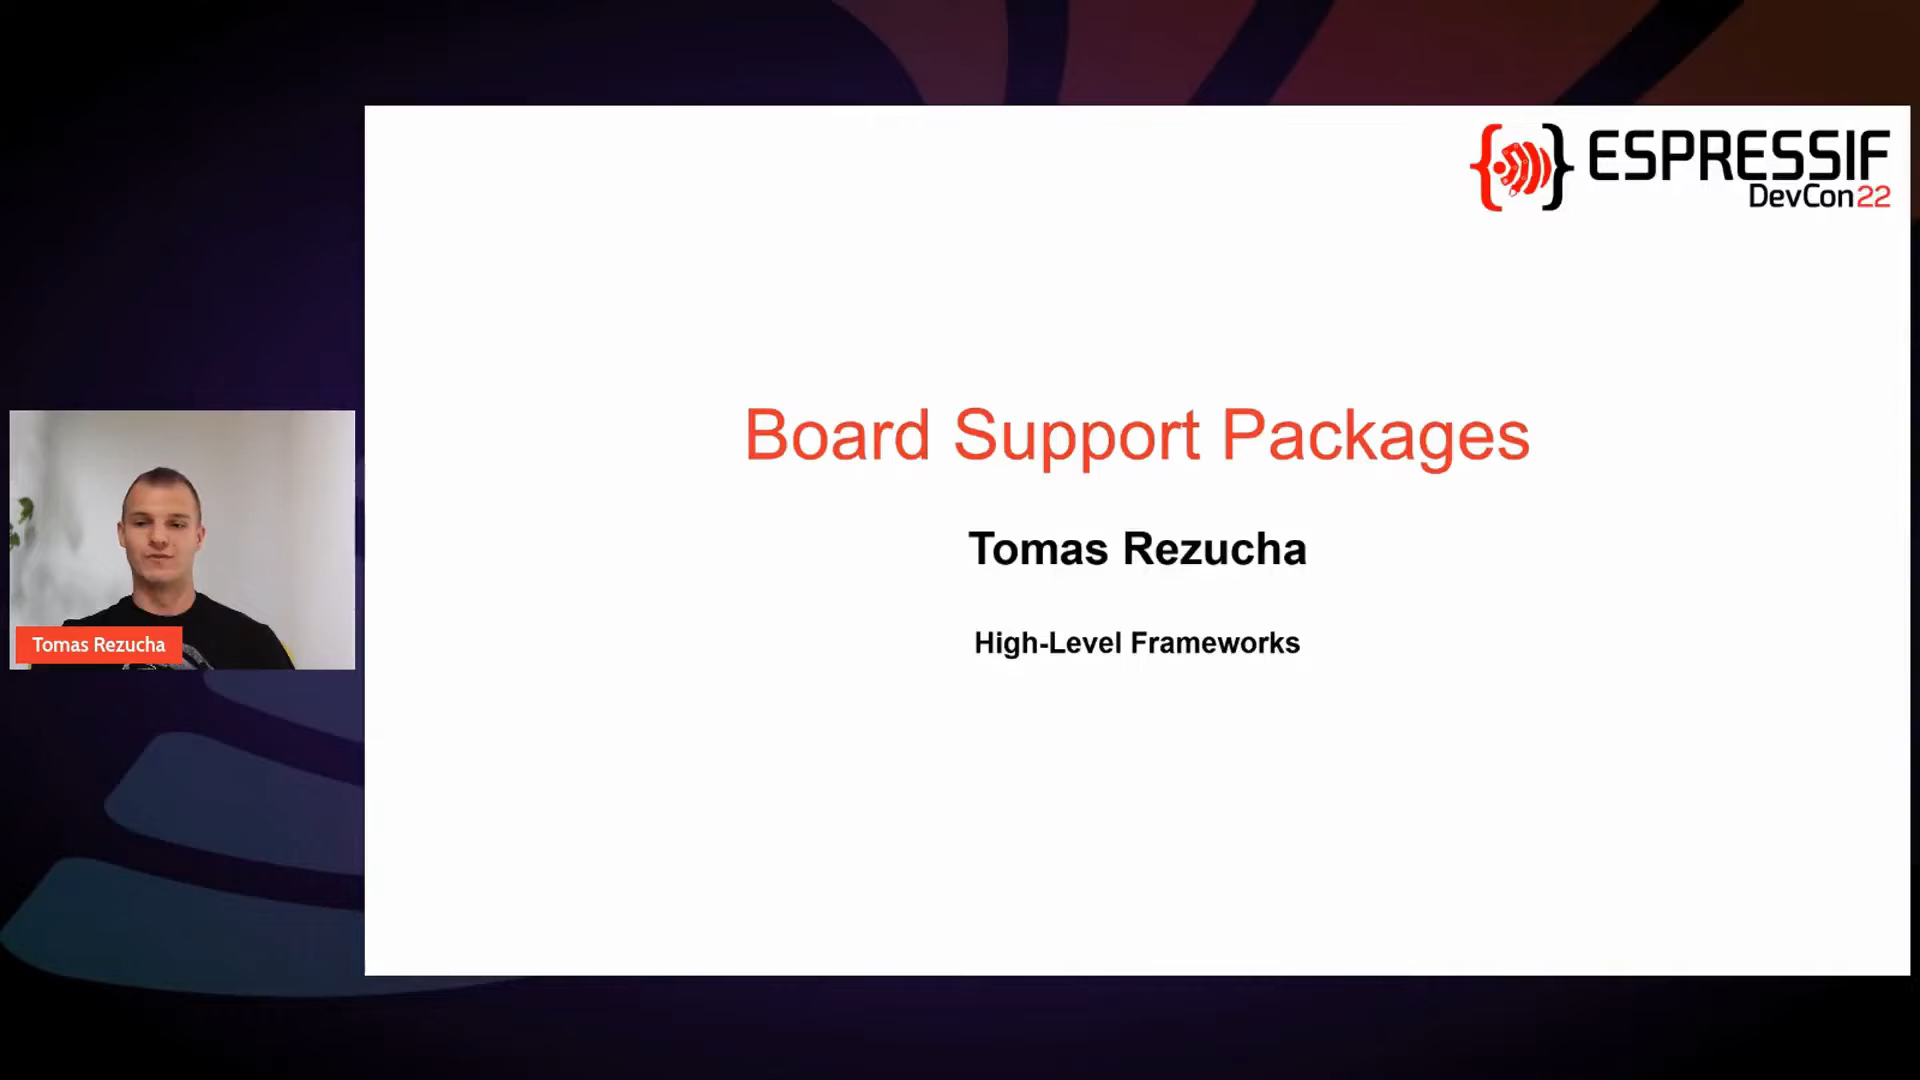 ESPRESSIF
DevCon22
Board Support Packages
Tomas Rezucha
High-Level Frameworks
Tomas Rezucha